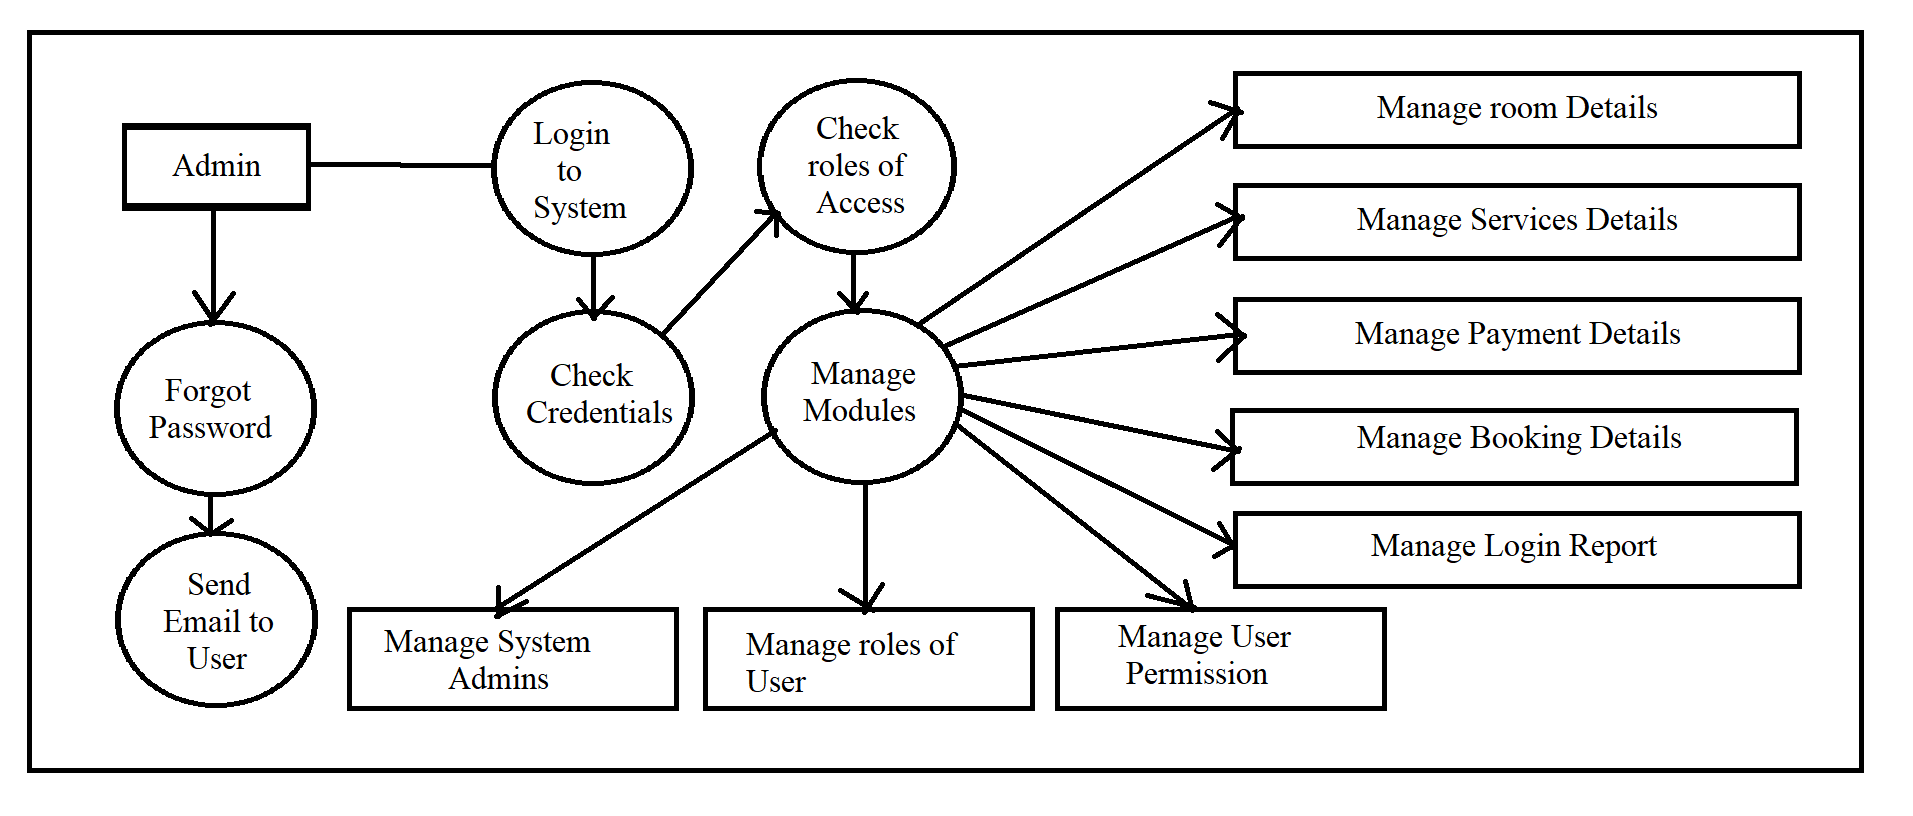 Admin
Login
to
System
Check
roles of
Access
Manage room Details
Manage Services Details
Manage Payment Details
Manage Booking Details
Manage Login Report
Forgot
Password
Check
Credentials
Manage
Modules
Send
Email to
User
Manage System
Admins
Manage roles of
User
Manage User
Permission